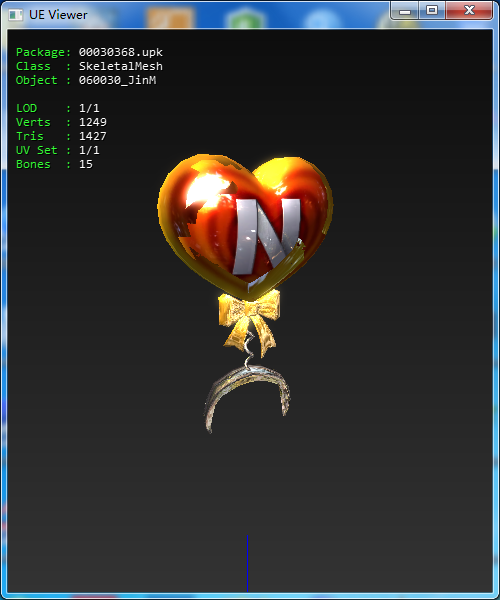 UE Viewer
Package: 00030368.upk
Class  : SkeletalMesh
Object : 060030_JinM
LOD    : 1/1
Verts  : 1249
Tris   : 1427
UV Set : 1/1
Bones  : 15
N